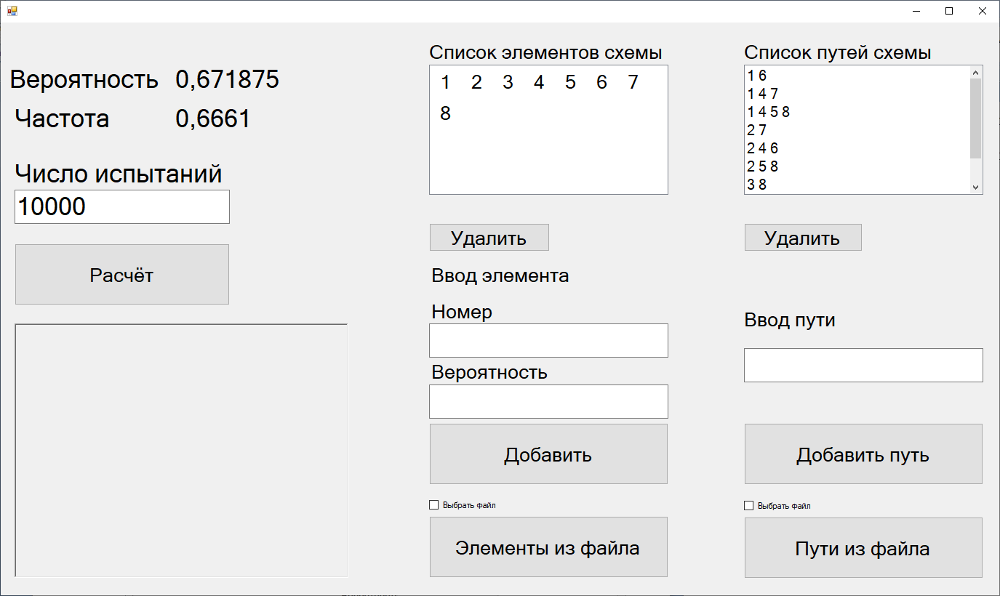 Вероятность 0,671875
Частота 0,6661
Число испытаний
10000
Расчёт
Список элементов схемы
1 2 3 4 5 6 7
8
Удалить
Ввод элемента
Номер
Вероятность
Добавить
Выбрать файл
Элементы из файла
Список путей схемы
1 6
1 4 7
1 4 5 8
2 7
2 4 6
2 5 8
3 8
Удалить
Ввод пути
Добавить путь
Выбрать файл
Пути из файла